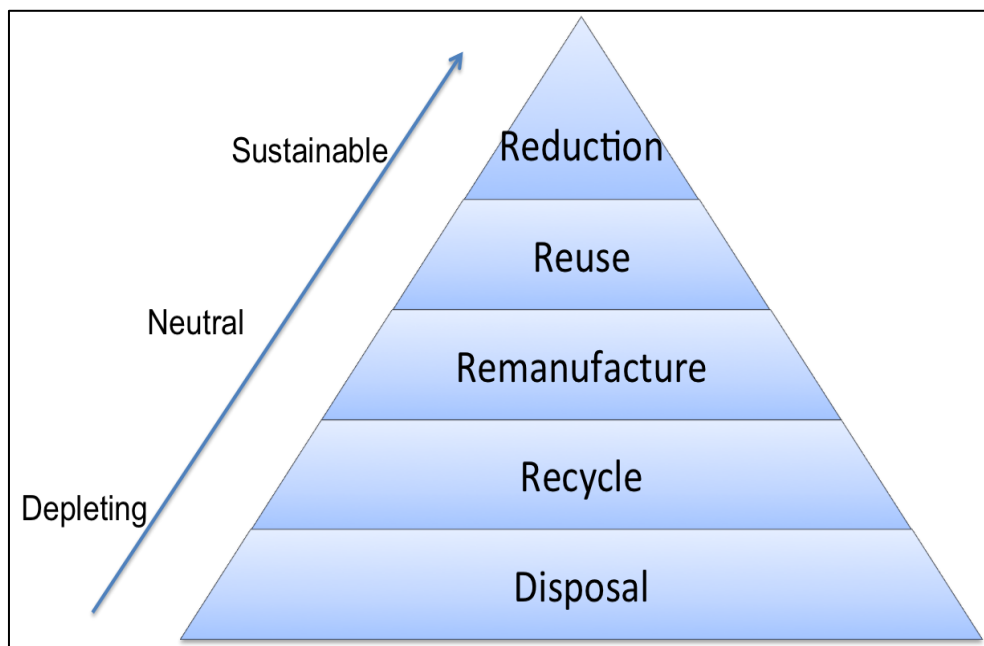 Reduction
Sustainable
Reuse
Neutral
Remanufacture
Recycle
Depleting
Disposal